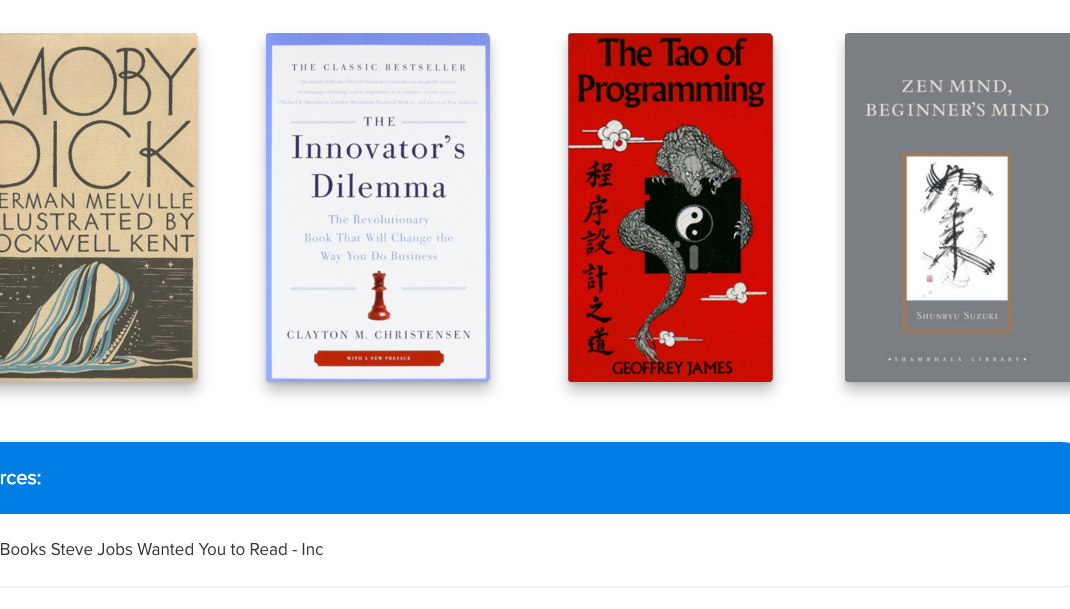 MOBY
DICK
ERMAN MELVILLE
LLUSTRATED BY
OCKWELL KENT
THE CLASSIC BESTSELLER
THE
Innovator's
Dilemma
The Revolutionary
Book That Will Change the
Way You Do Business
CLAYTON M. CHRISTENSEN
WITH A NEW PREFACE
The Tao of
Programming
程序設計之道
GEOFFREY JAMES
ZEN MIND,
BEGINNER'S MIND
SHUNRYU SUZUKI
•SHAMBHALA LIBRARY•
rces:
Books Steve Jobs Wanted You to Read - Inc